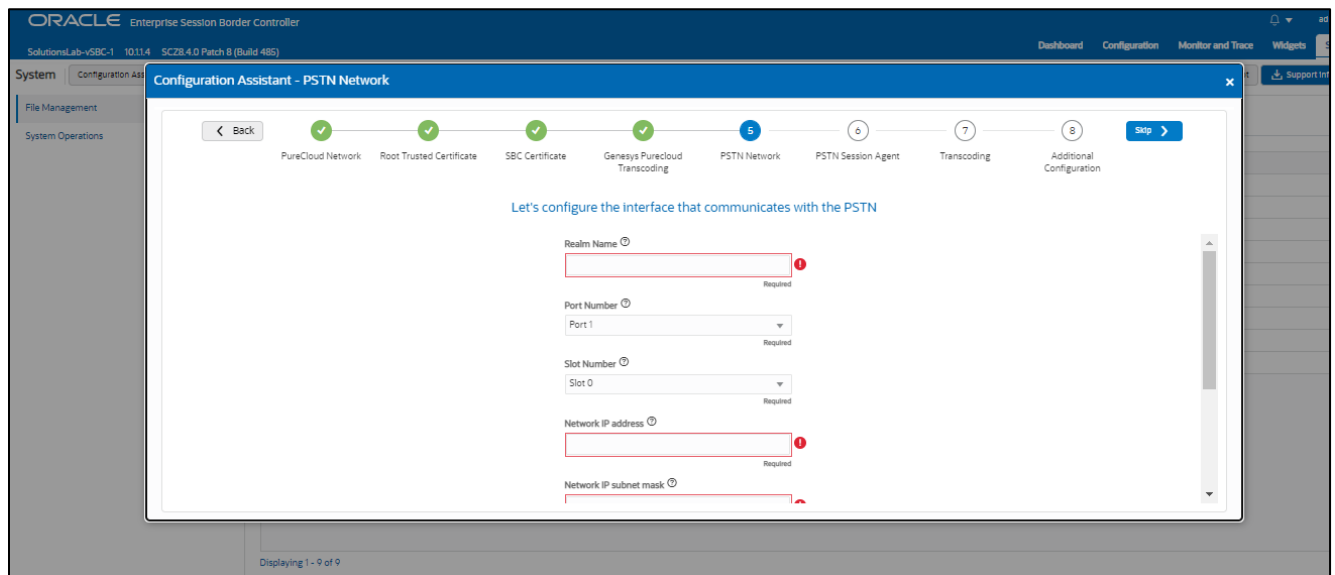 ORACLE Enterprise Session Border Controller
SolutionsLab-vSBC-1 10.1.1.4 SCZ8.4.0 Patch 8 (Build 485)
Dashboard Configuration Monitor and Trace Widgets
System Configuration Ass
Support Inf
File Management
System Operations
Configuration Assistant - PSTN Network
Back
PureCloud Network
Root Trusted Certificate
SBC Certificate
Genesys Purecloud
Transcoding
5
PSTN Network
6
PSTN Session Agent
7
Transcoding
8
Additional
Configuration
Skip
Let's configure the interface that communicates with the PSTN
Realm Name
Required
Port Number
Port 1
Required
Slot Number
Slot 0
Required
Network IP address
Required
Network IP subnet mask
Displaying 1 - 9 of 9